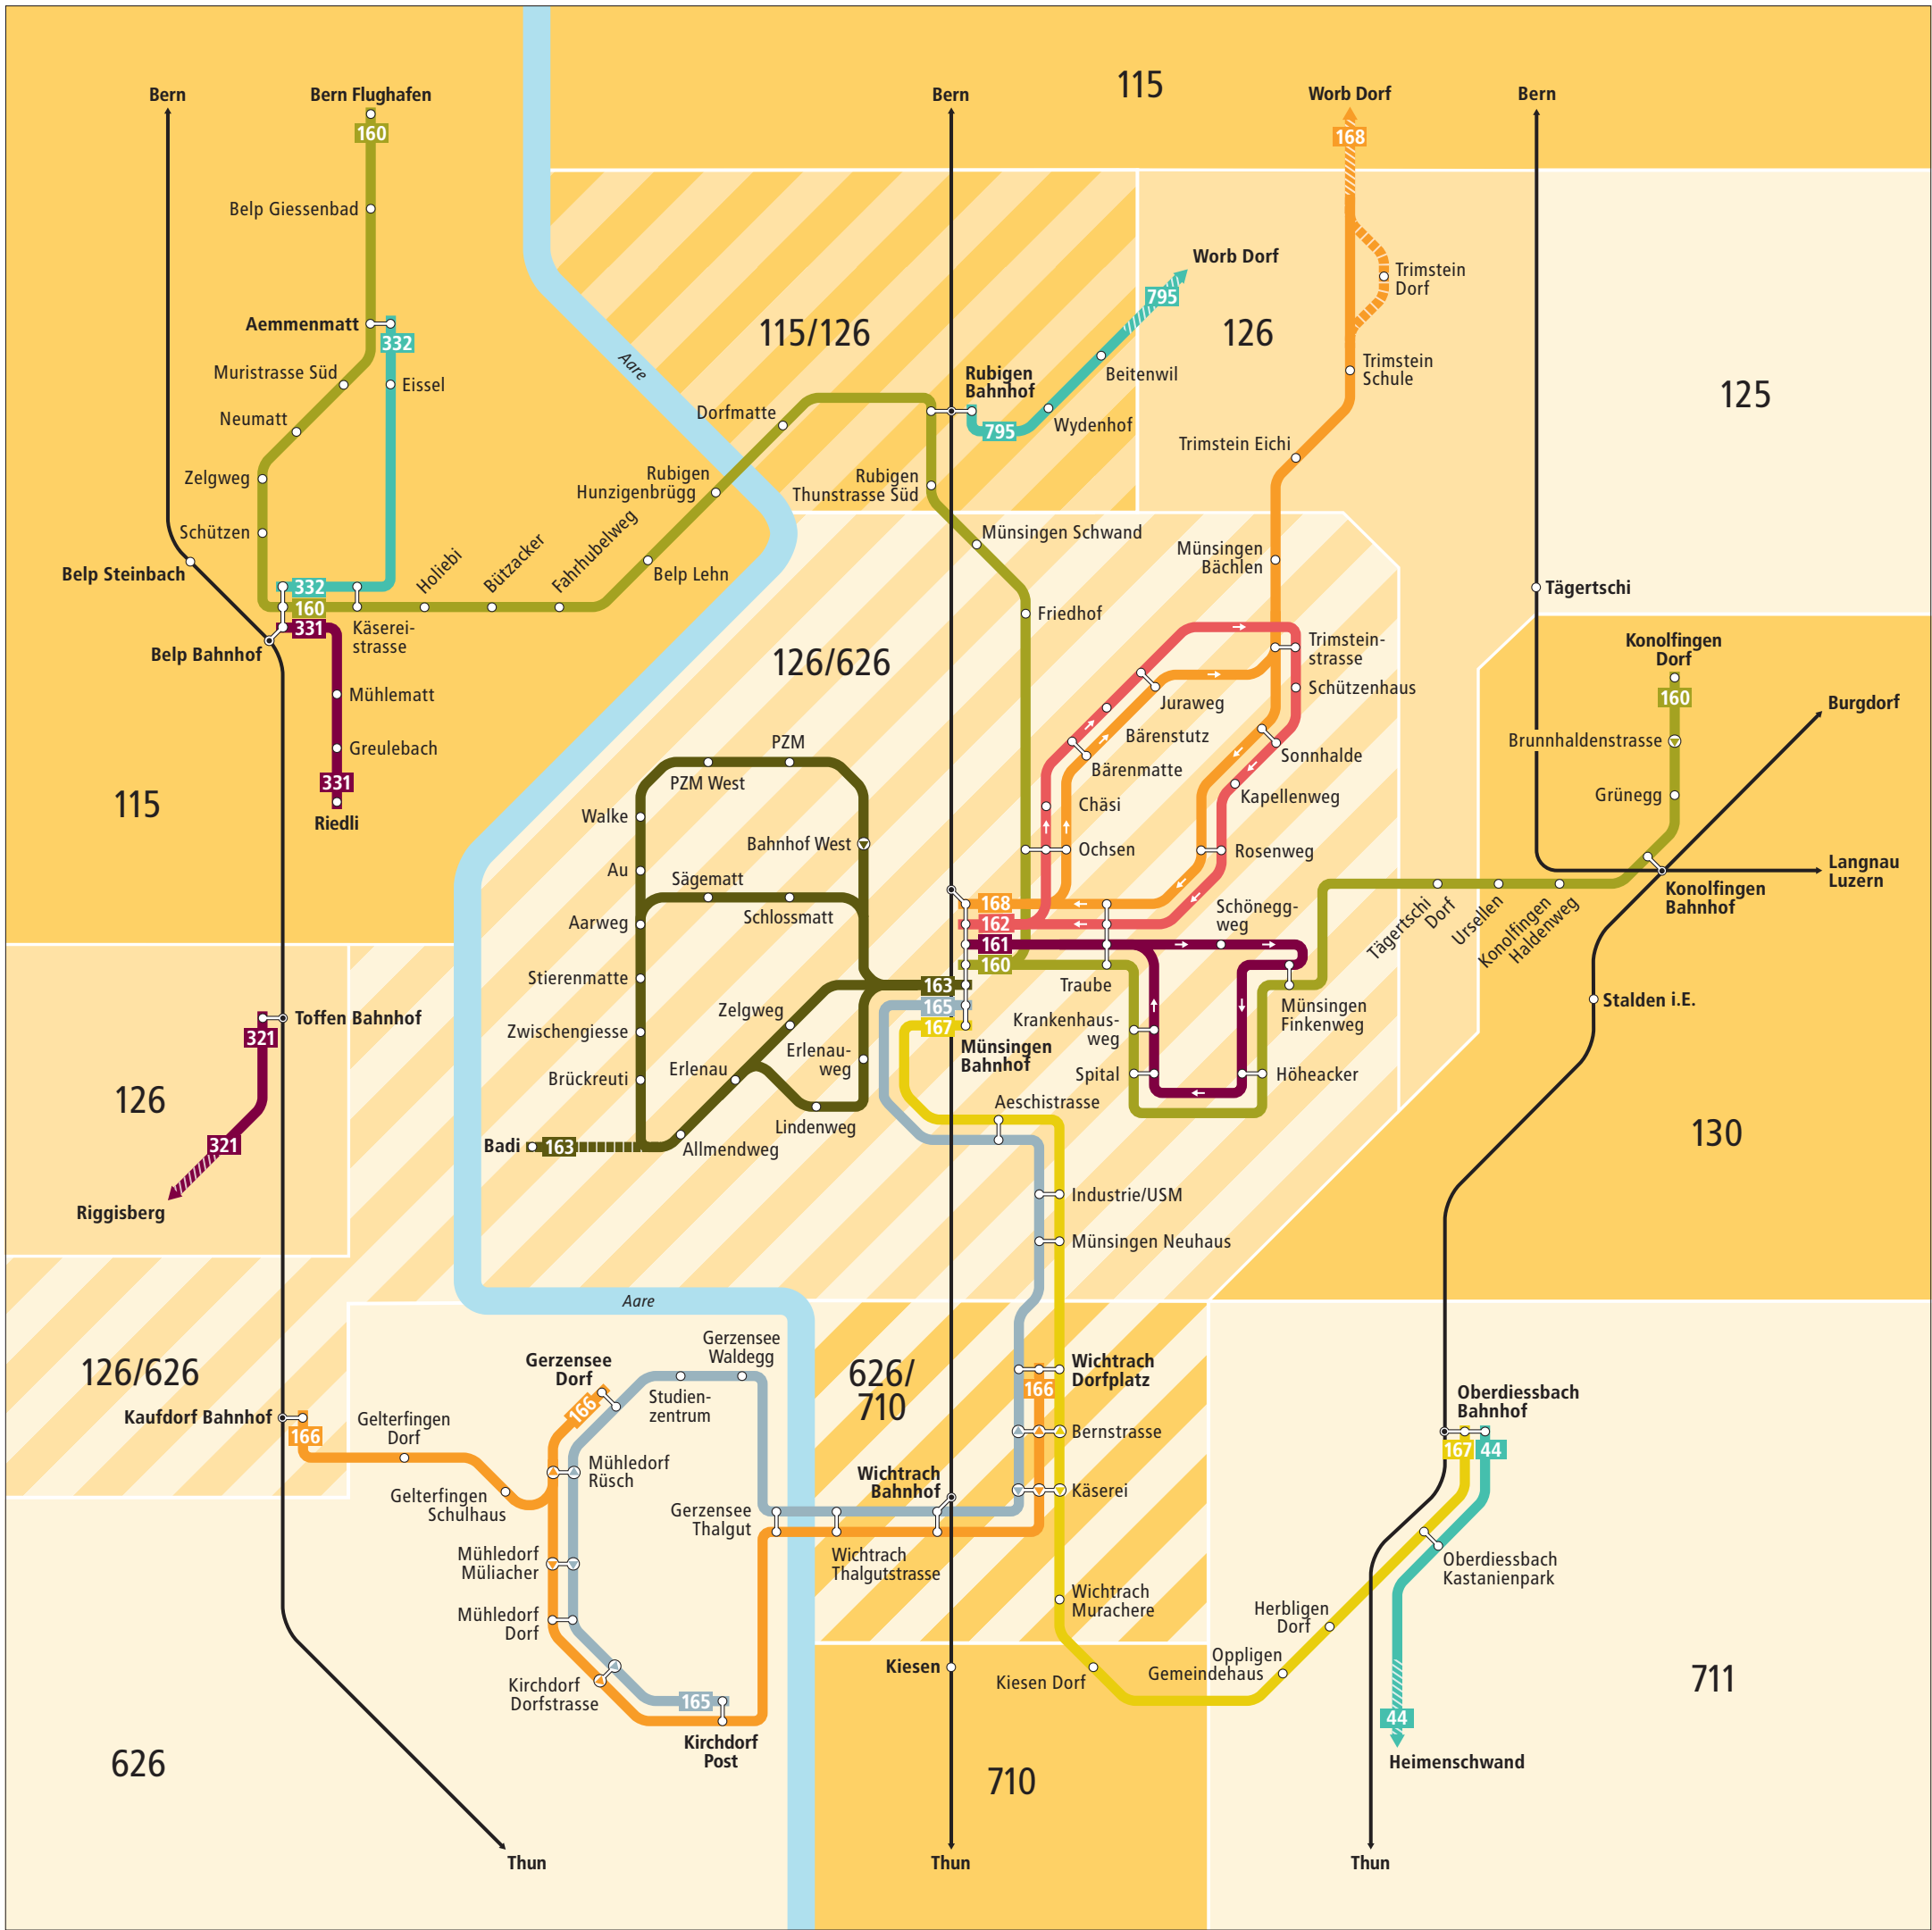 115
Bern
Bern Flughafen
Bern
Worb Dorf
Bern
160
168
Belp Giessenbad
Worb Dorf
795
Trimstein
Dorf
Aemmenmatt
332
115/126
126
Aare
Muristrasse Süd
Eissel
Rubigen
Bahnhof
Beitenwil
Trimstein
Schule
125
Neumatt
Dorfmatte
795
Wydenhof
Trimstein Eichi
Zelgweg
Rubigen
Hunzigenbrügg
Rubigen
Thunstrasse Süd
Schützen
Münsingen Schwand
Münsingen
Bächlen
Belp Steinbach
Holiebi
Bützacker
Fahrhubelweg
Belp Lehn
Tägertschi
332
160
331
Käserei-
strasse
Friedhof
Belp Bahnhof
126/626
Trimstein-
strasse
Konolfingen
Dorf
Mühlematt
Schützenhaus
160
Juraweg
Burgdorf
Greulebach
PZM
Bärenstutz
Brunnhaldenstrasse
331
PZM West
Bärenmatte
Sonnhalde
115
Riedli
Walke
Chäsi
Kapellenweg
Grünegg
Bahnhof West
Ochsen
Rosenweg
Au
Sägematt
Langnau
Luzern
Konolfingen
Bahnhof
168
Schlossmatt
Schönegg-
weg
162
Aarweg
Tägertschi
Dorf
Ursellen
Konolfingen
Haldenweg
161
160
Stierenmatte
163
Traube
Stalden i.E.
165
Zelgweg
Münsingen
Finkenweg
Toffen Bahnhof
321
Zwischengiesse
167
Krankenhaus-
weg
Münsingen
Bahnhof
Erlenau-
weg
Brückreuti
Erlenau
Spital
Höheacker
126
Aeschistrasse
Lindenweg
321
Badi
163
Allmendweg
130
Riggisberg
Industrie/USM
Münsingen Neuhaus
Aare
126/626
Gerzensee
Dorf
Gerzensee
Waldegg
626/
710
Wichtrach
Dorfplatz
166
Studien-
zentrum
166
Oberdiessbach
Bahnhof
Kaufdorf Bahnhof
166
Gelterfingen
Dorf
Bernstrasse
167
44
Mühledorf
Rüsch
Wichtrach
Bahnhof
Käserei
Gelterfingen
Schulhaus
Gerzensee
Thalgut
Mühledorf
Müliacher
Wichtrach
Thalgutstrasse
Oberdiessbach
Kastanienpark
Wichtrach
Murachere
Mühledorf
Dorf
Herbligen
Dorf
Kiesen
Kiesen Dorf
Oppligen
Gemeindehaus
711
Kirchdorf
Dorfstrasse
165
44
Kirchdorf
Post
626
710
Heimenschwand
Thun
Thun
Thun